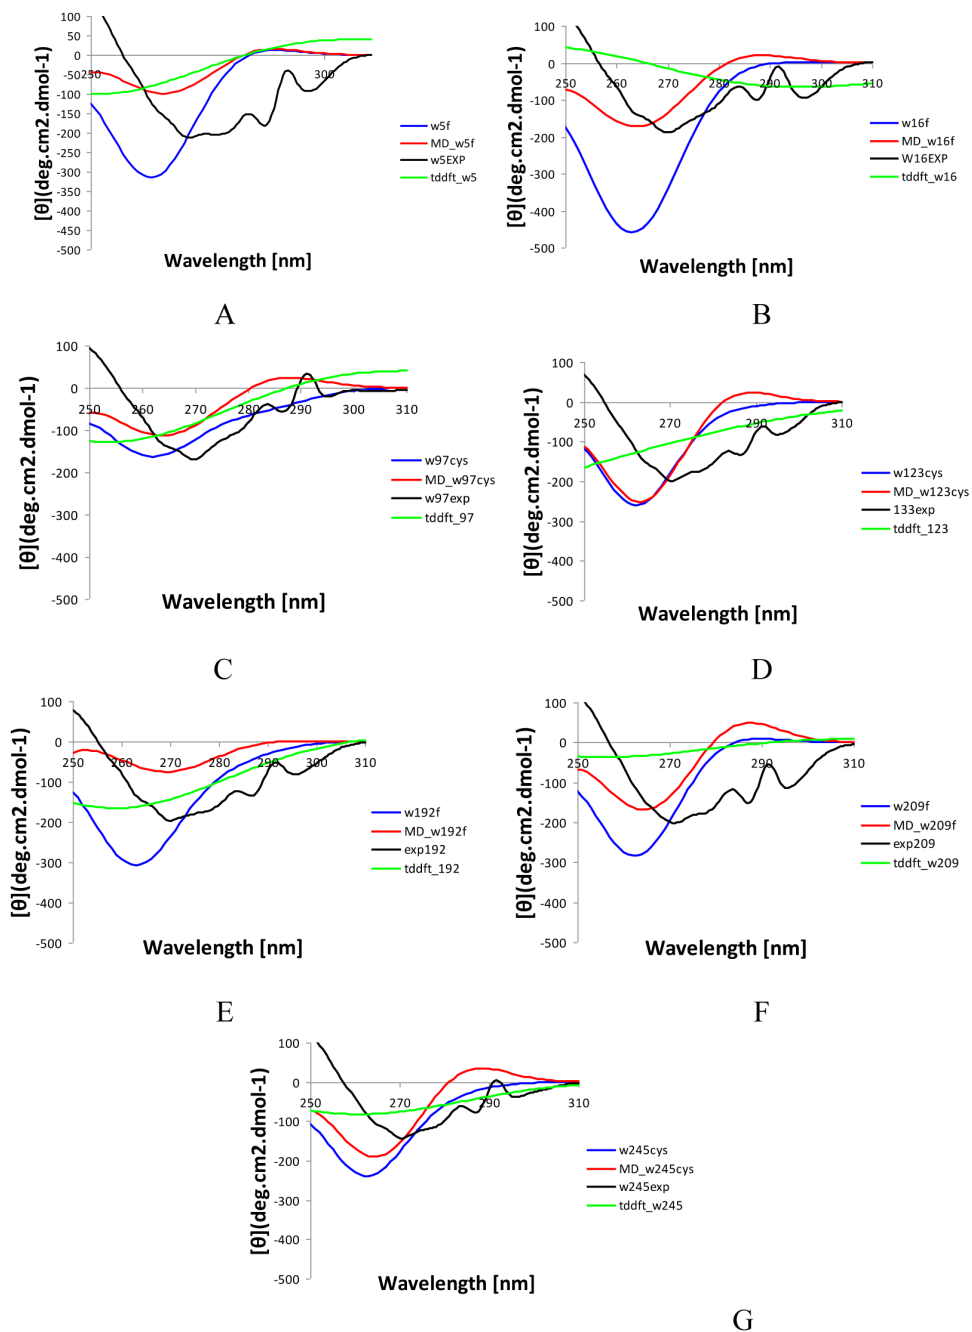 100
50
0
-50
-100
-150
-200
-250
-300
-350
-400
-450
-500
250
300
[θ](deg.cm2.dmol-1)
Wavelength [nm]
w5f
MD_w5f
w5EXP
tddft_w5
A
100
0
-100
-200
-300
-400
-500
250
260
270
280
290
300
310
[θ](deg.cm2.dmol-1)
Wavelength [nm]
w16f
MD_w16f
W16EXP
tddft_w16
B
100
0
-100
-200
-300
-400
-500
250
260
270
280
290
300
310
[θ](deg.cm2.dmol-1)
Wavelength [nm]
w97cys
MD_w97cys
w97exp
tddft_97
C
100
0
-100
-200
-300
-400
-500
250
270
290
310
[θ](deg.cm2.dmol-1)
Wavelength [nm]
w123cys
MD_w123cys
133exp
tddft_123
D
100
0
-100
-200
-300
-400
-500
250
260
270
280
290
300
310
[θ](deg.cm2.dmol-1)
Wavelength [nm]
w192f
MD_w192f
exp192
tddft_192
E
100
0
-100
-200
-300
-400
-500
250
270
290
310
[θ](deg.cm2.dmol-1)
Wavelength [nm]
w209f
MD_w209f
exp209
tddft_w209
F
100
0
-100
-200
-300
-400
-500
250
270
290
310
[θ](deg.cm2.dmol-1)
Wavelength [nm]
w245cys
MD_w245cys
w245exp
tddft_w245
G